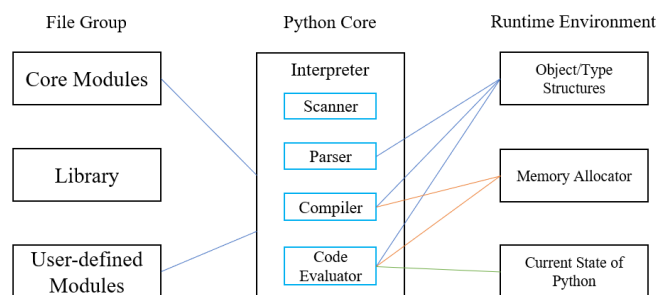 File Group
Python Core
Runtime Environment
Core Modules
Library
User-defined
Modules
Interpreter
Scanner
Parser
Compiler
Code
Evaluator
Object/Type
Structures
Memory Allocator
Current State of
Python